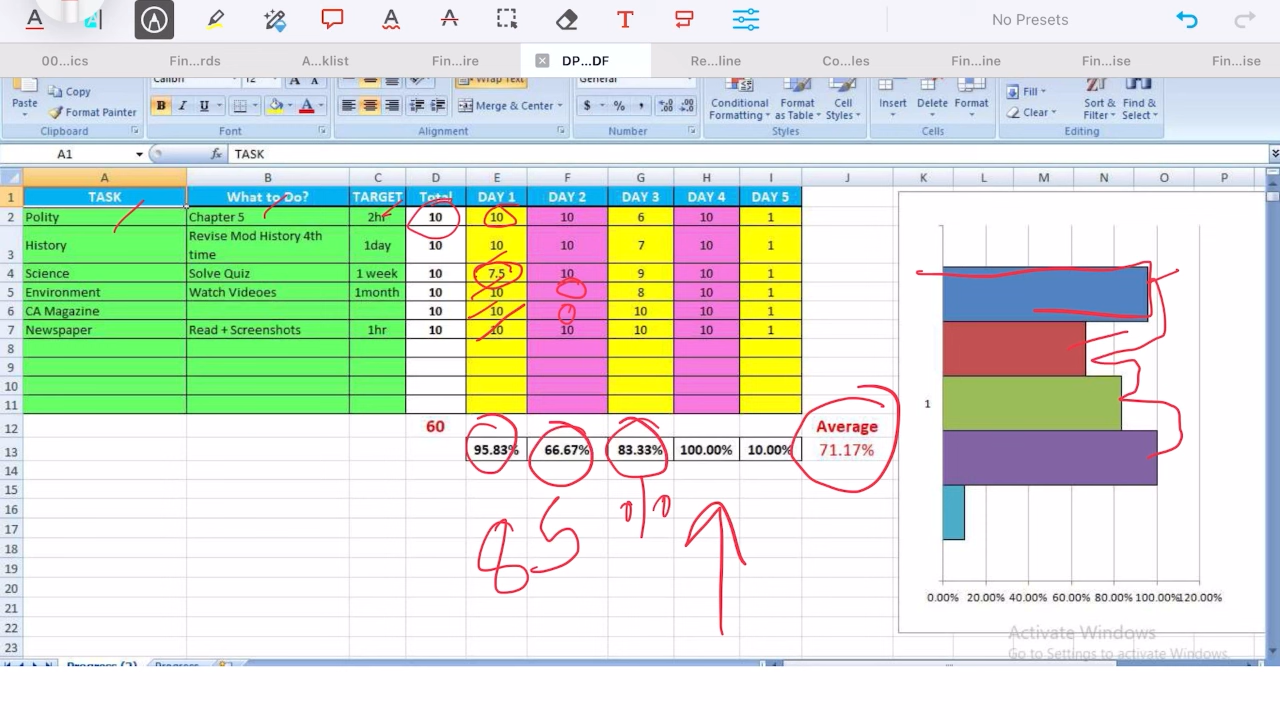 No Presets
00...ics Fin...rds A...klist Fin...ire DP...DF Re...line Co...les Fin...ine Fin...ise Fin...ise
Calibri 12 A A Wrap Text General
Paste Copy Format Painter B I U A Merge & Center $ % , Conditional Formatting Format as Table Cell Styles Insert Delete Format Fill Clear Sort & Filter Find & Select
Clipboard Font Alignment Number Styles Cells Editing
A1 fx TASK
A B C D E F G H I J K L M N O P
1 TASK What to Do? TARGET Total DAY 1 DAY 2 DAY 3 DAY 4 DAY 5
2 Polity Chapter 5 2hr 10 10 10 6 10 1
3 History Revise Mod History 4th time 1day 10 10 10 7 10 1
4 Science Solve Quiz 1 week 10 7.5 10 9 10 1
5 Environment Watch Videoes 1month 10 10 8 10 1
6 CA Magazine 10 10 10 10 1
7 Newspaper Read + Screenshots 1hr 10 10 10 10 10 1
8
9
10
11
12 60 Average
13 95.83% 66.67% 83.33% 100.00% 10.00% 71.17%
14
15
16
17
18
19
20
21
22
23
85 %
1
0.00% 20.00% 40.00% 60.00% 80.00% 100.00% 120.00%
Activate Windows
Go to Settings to activate Windows.
Progress (2) Progress